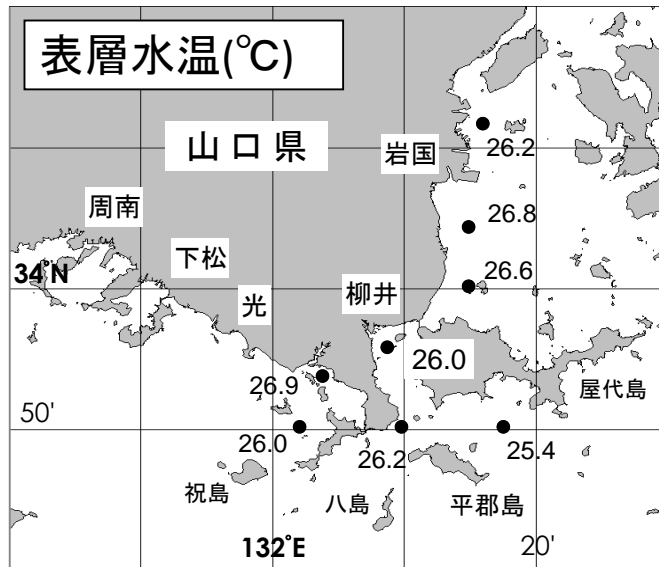 表層水温(℃)
山口県
岩国
26.2
周南
26.8
下松
34°N
26.6
光
柳井
26.0
26.9
屋代島
50'
26.0
26.2
25.4
祝島
八島
平郡島
132°E
20'